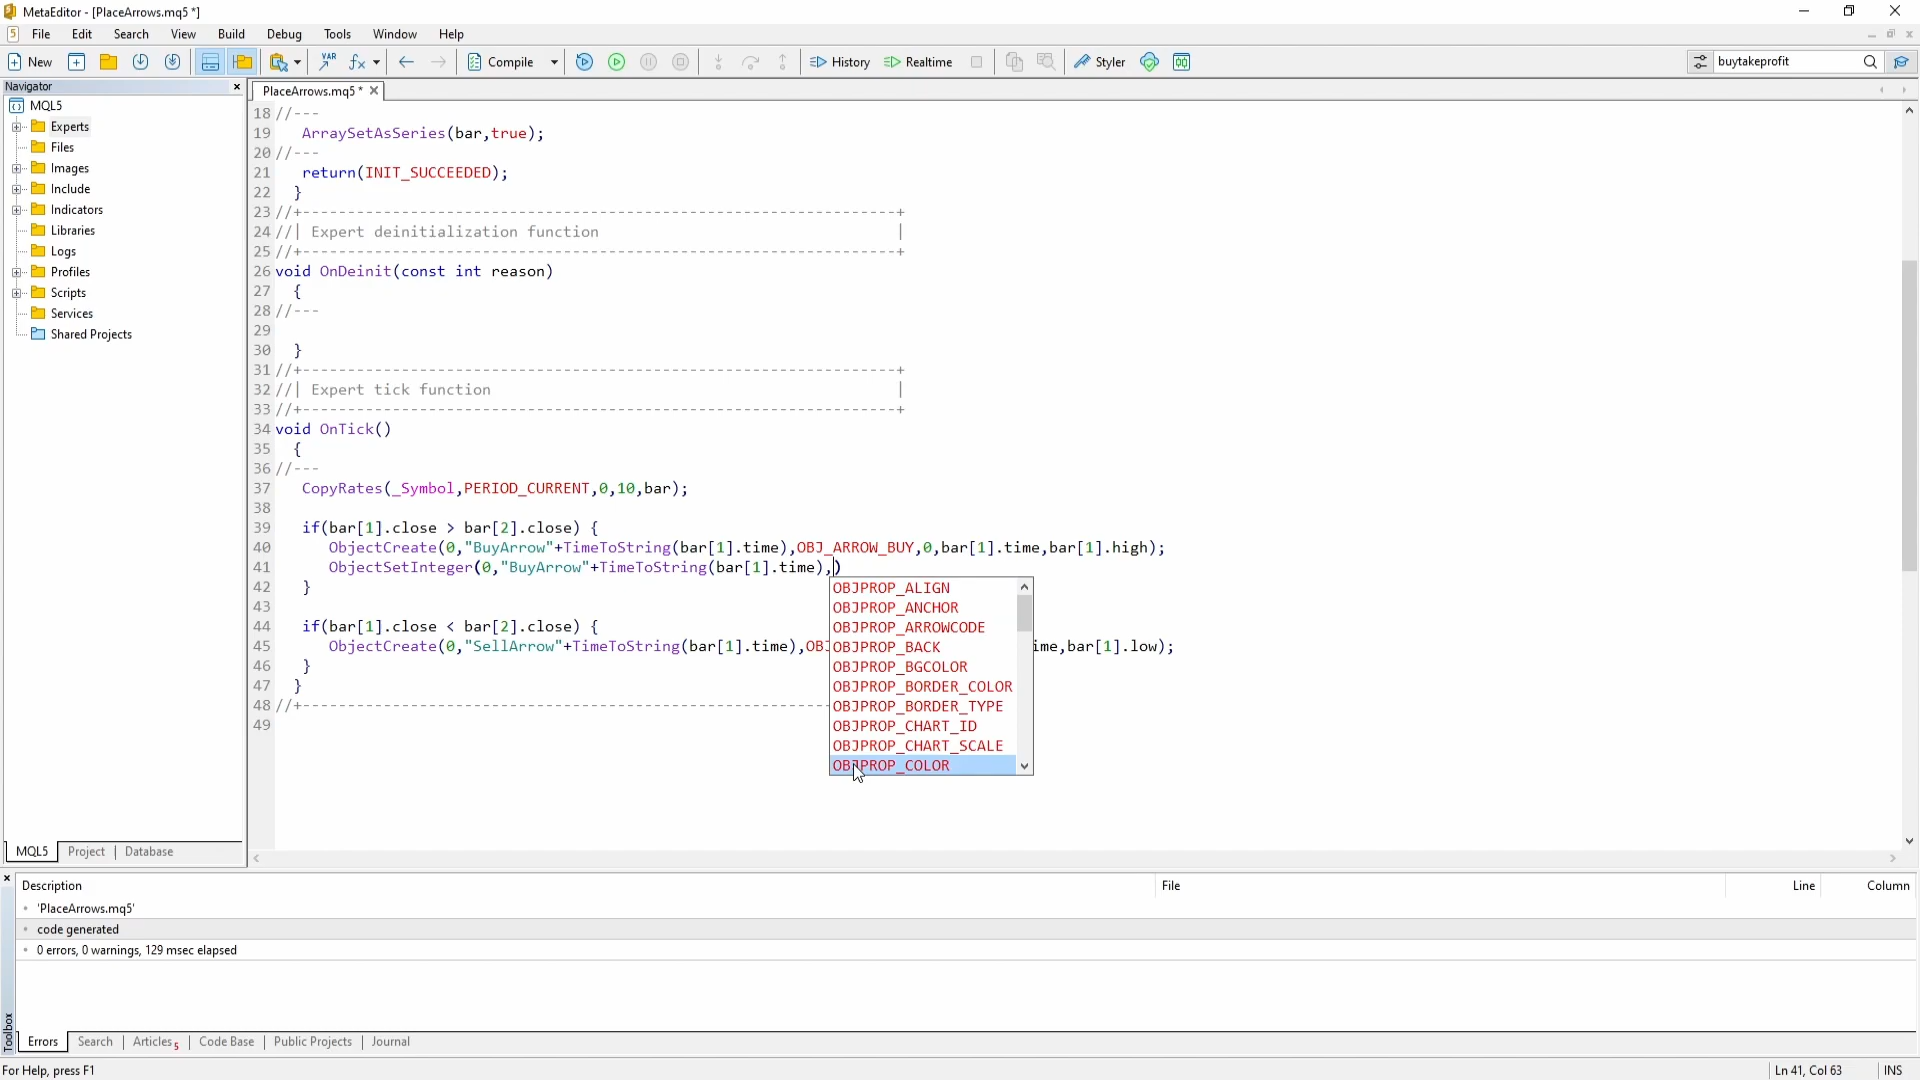 MetaEditor - [PlaceArrows.mq5 *]
5 File Edit Search View Build Debug Tools Window Help
New VAR fx Compile History Realtime Styler buytakeprofit
Navigator
MQL5
Experts
Files
Images
Include
Indicators
Libraries
Logs
Profiles
Scripts
Services
Shared Projects
MQL5 Project Database
PlaceArrows.mq5 *
18 //---
19 ArraySetAsSeries(bar,true);
20 //---
21 return(INIT_SUCCEEDED);
22 }
23 //+------------------------------------------------------------------+
24 //| Expert deinitialization function |
25 //+------------------------------------------------------------------+
26 void OnDeinit(const int reason)
27 {
28 //---
29
30 }
31 //+------------------------------------------------------------------+
32 //| Expert tick function |
33 //+------------------------------------------------------------------+
34 void OnTick()
35 {
36 //---
37 CopyRates(_Symbol,PERIOD_CURRENT,0,10,bar);
38
39 if(bar[1].close > bar[2].close) {
40 ObjectCreate(0,"BuyArrow"+TimeToString(bar[1].time),OBJ_ARROW_BUY,0,bar[1].time,bar[1].high);
41 ObjectSetInteger(0,"BuyArrow"+TimeToString(bar[1].time),)
42 }
43
44 if(bar[1].close < bar[2].close) {
45 ObjectCreate(0,"SellArrow"+TimeToString(bar[1].time),OBJ ime,bar[1].low);
46 }
47 }
48 //+------------------------------------------------------------
49
OBJPROP_ALIGN
OBJPROP_ANCHOR
OBJPROP_ARROWCODE
OBJPROP_BACK
OBJPROP_BGCOLOR
OBJPROP_BORDER_COLOR
OBJPROP_BORDER_TYPE
OBJPROP_CHART_ID
OBJPROP_CHART_SCALE
OBJPROP_COLOR
Description File Line Column
'PlaceArrows.mq5'
code generated
0 errors, 0 warnings, 129 msec elapsed
Toolbox
Errors Search Articles 5 Code Base Public Projects Journal
For Help, press F1 Ln 41, Col 63 INS